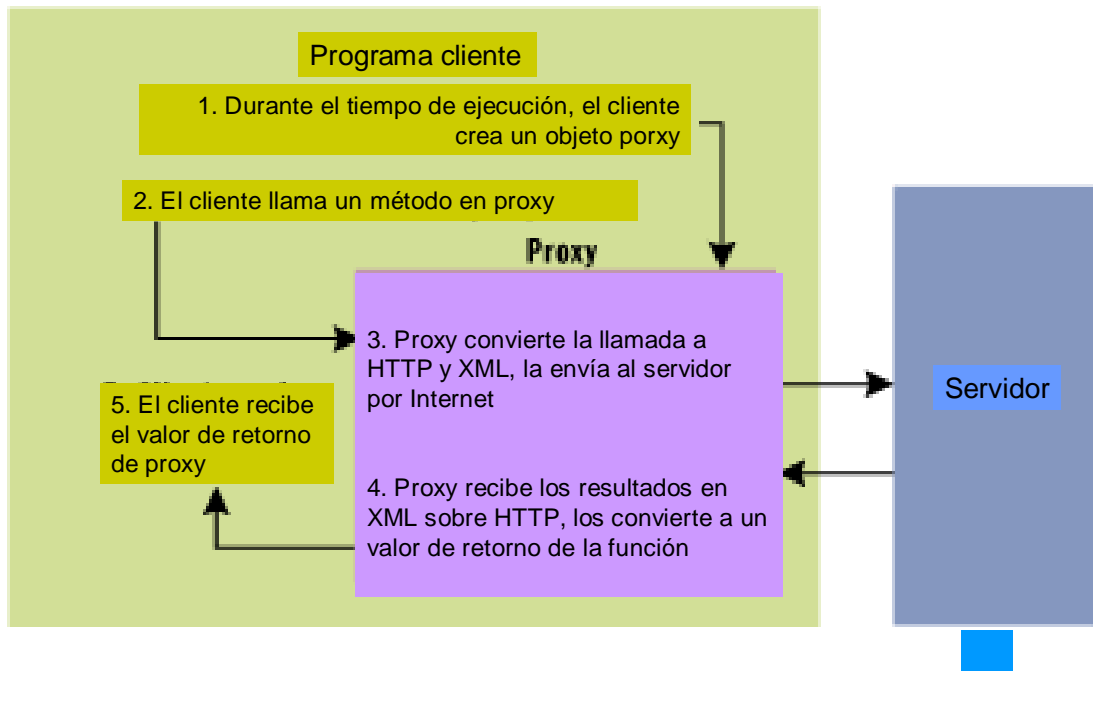 Programa cliente
1. Durante el tiempo de ejecución, el cliente
crea un objeto porxy
2. El cliente llama un método en proxy
Proxy
3. Proxy convierte la llamada a
HTTP y XML, la envía al servidor
por Internet
Servidor
5. El cliente recibe
el valor de retorno
de proxy
4. Proxy recibe los resultados en
XML sobre HTTP, los convierte a un
valor de retorno de la función